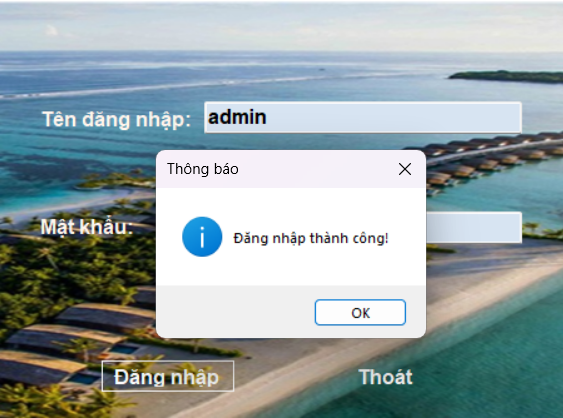 Tên đăng nhập:
admin
Thông báo
Mật khẩu:
Đăng nhập thành công!
OK
Đăng nhập
Thoát